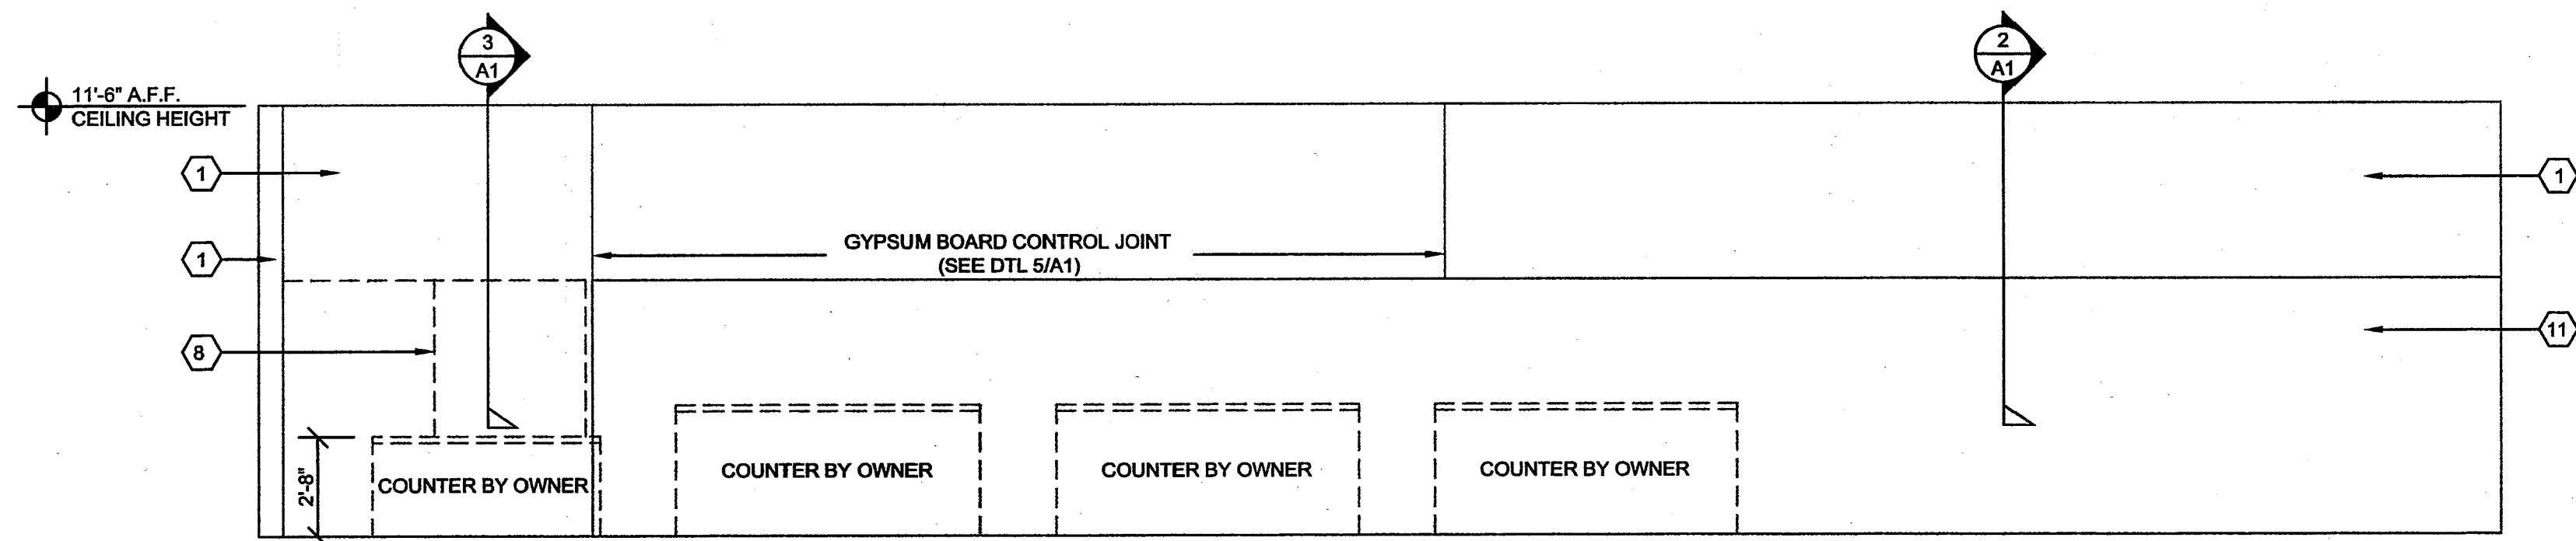 3
A1
2
A1
11'-6" A.F.F.
CEILING HEIGHT
1
1
GYPSUM BOARD CONTROL JOINT
(SEE DTL 5/A1)
1
8
11
2'-8"
COUNTER BY OWNER
COUNTER BY OWNER
COUNTER BY OWNER
COUNTER BY OWNER